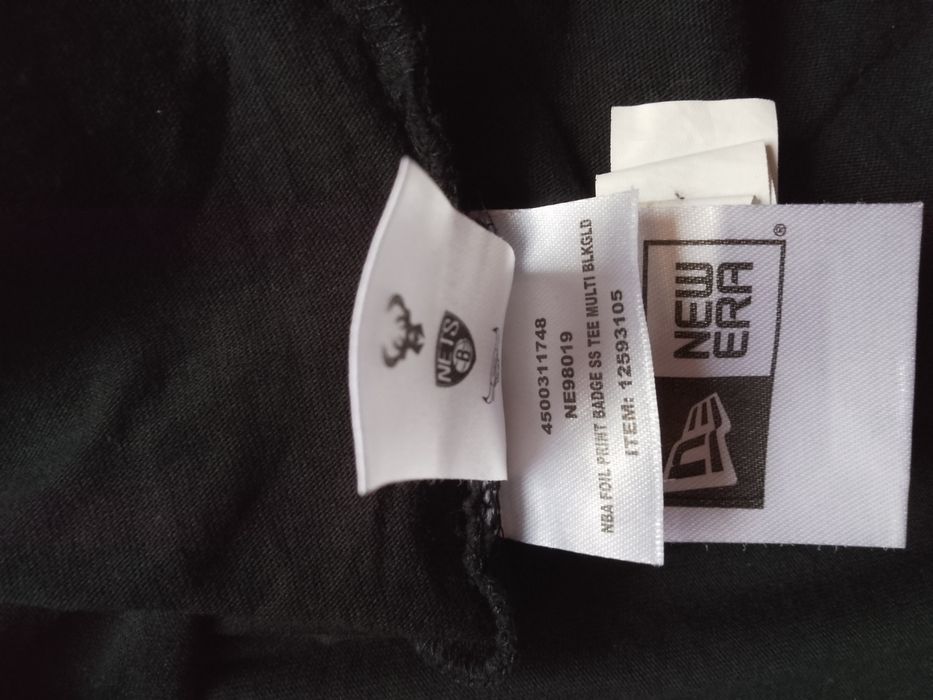 NETS
B
4500311748
NE98019
NBA FOIL PRINT BADGE SS TEE MULTI BLKGLD
ITEM: 12593105
NEW
ERA
®